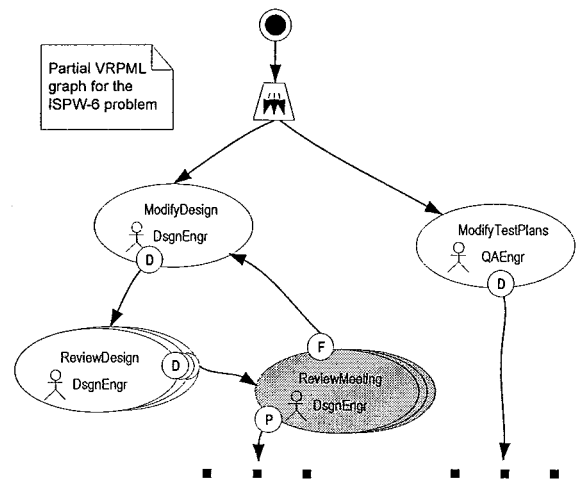 Partial VRPML
graph for the
ISPW-6 problem
ModifyDesign
DsgnEngr
D
ModifyTestPlans
QAEngr
D
ReviewDesign
D
DsgnEngr
F
ReviewMeeting
DsgnEngr
P